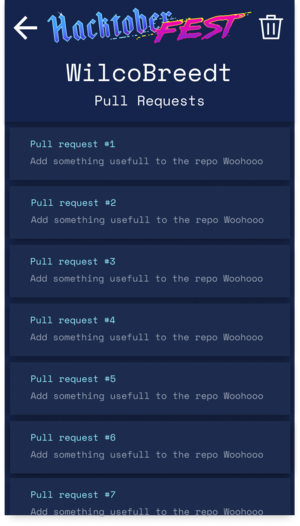 Hacktober
FEST
WilcoBreedt
Pull Requests
Pull request #1
Add something usefull to the repo Woohooo
Pull request #2
Add something usefull to the repo Woohooo
Pull request #3
Add something usefull to the repo Woohooo
Pull request #4
Add something usefull to the repo Woohooo
Pull request #5
Add something usefull to the repo Woohooo
Pull request #6
Add something usefull to the repo Woohooo
Pull request #7
Add something usefull to the repo Woohooo